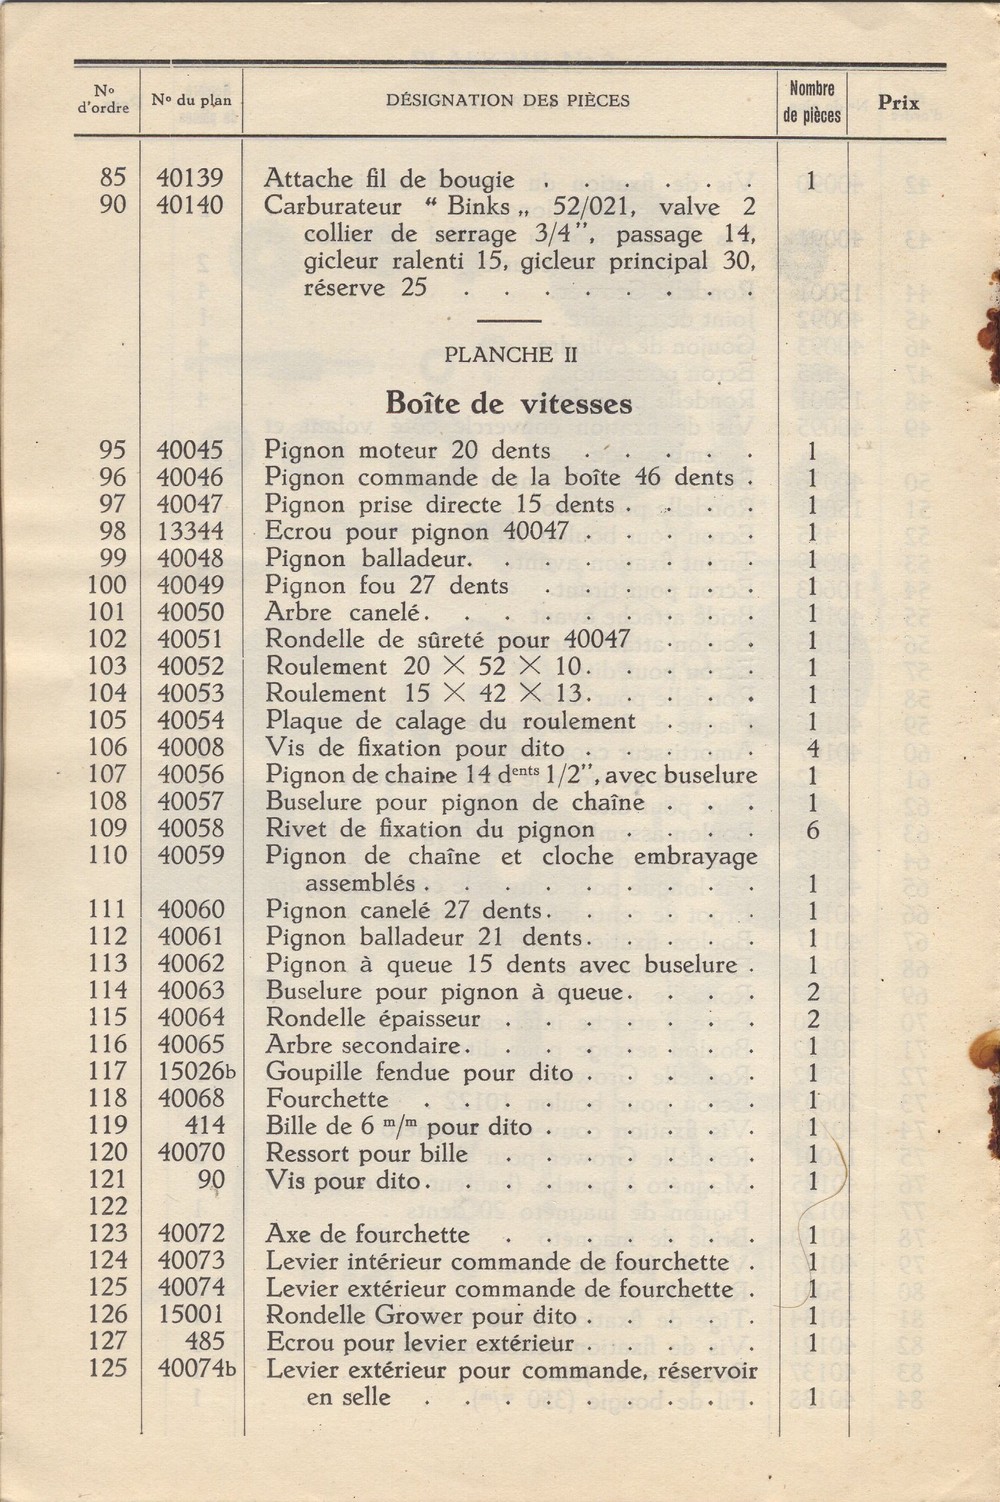 N° d'ordre N° du plan DÉSIGNATION DES PIÈCES Nombre de pièces Prix
85 40139 Attache fil de bougie . . . . . . 1
90 40140 Carburateur “ Binks „ 52/021, valve 2
collier de serrage 3/4”, passage 14,
gicleur ralenti 15, gicleur principal 30,
réserve 25 . . . . . . . .
PLANCHE II
Boîte de vitesses
95 40045 Pignon moteur 20 dents . . . . . 1
96 40046 Pignon commande de la boîte 46 dents . 1
97 40047 Pignon prise directe 15 dents . . . . 1
98 13344 Ecrou pour pignon 40047 . . . . . 1
99 40048 Pignon balladeur. . . . . . . . 1
100 40049 Pignon fou 27 dents . . . . . . 1
101 40050 Arbre canelé. . . . . . . . . 1
102 40051 Rondelle de sûreté pour 40047 . . . 1
103 40052 Roulement 20 × 52 × 10. . . . . 1
104 40053 Roulement 15 × 42 × 13. . . . . 1
105 40054 Plaque de calage du roulement . . . 1
106 40008 Vis de fixation pour dito . . . . . 4
107 40056 Pignon de chaine 14 dents 1/2”, avec buselure 1
108 40057 Buselure pour pignon de chaîne . . . 1
109 40058 Rivet de fixation du pignon . . . . 6
110 40059 Pignon de chaîne et cloche embrayage
assemblés . . . . . . . . . 1
111 40060 Pignon canelé 27 dents. . . . . . 1
112 40061 Pignon balladeur 21 dents. . . . . 1
113 40062 Pignon à queue 15 dents avec buselure . 1
114 40063 Buselure pour pignon à queue. . . . 2
115 40064 Rondelle épaisseur . . . . . . . 2
116 40065 Arbre secondaire. . . . . . . . 1
117 15026b Goupille fendue pour dito . . . . . 1
118 40068 Fourchette . . . . . . . . . 1
119 414 Bille de 6 m/m pour dito . . . . . . 1
120 40070 Ressort pour bille . . . . . . . 1
121 90 Vis pour dito. . . . . . . . . 1
122
123 40072 Axe de fourchette . . . . . . . 1
124 40073 Levier intérieur commande de fourchette . 1
125 40074 Levier extérieur commande de fourchette . 1
126 15001 Rondelle Grower pour dito . . . . . 1
127 485 Ecrou pour levier extérieur . . . . . 1
125 40074b Levier extérieur pour commande, réservoir
en selle . . . . . . . . . 1